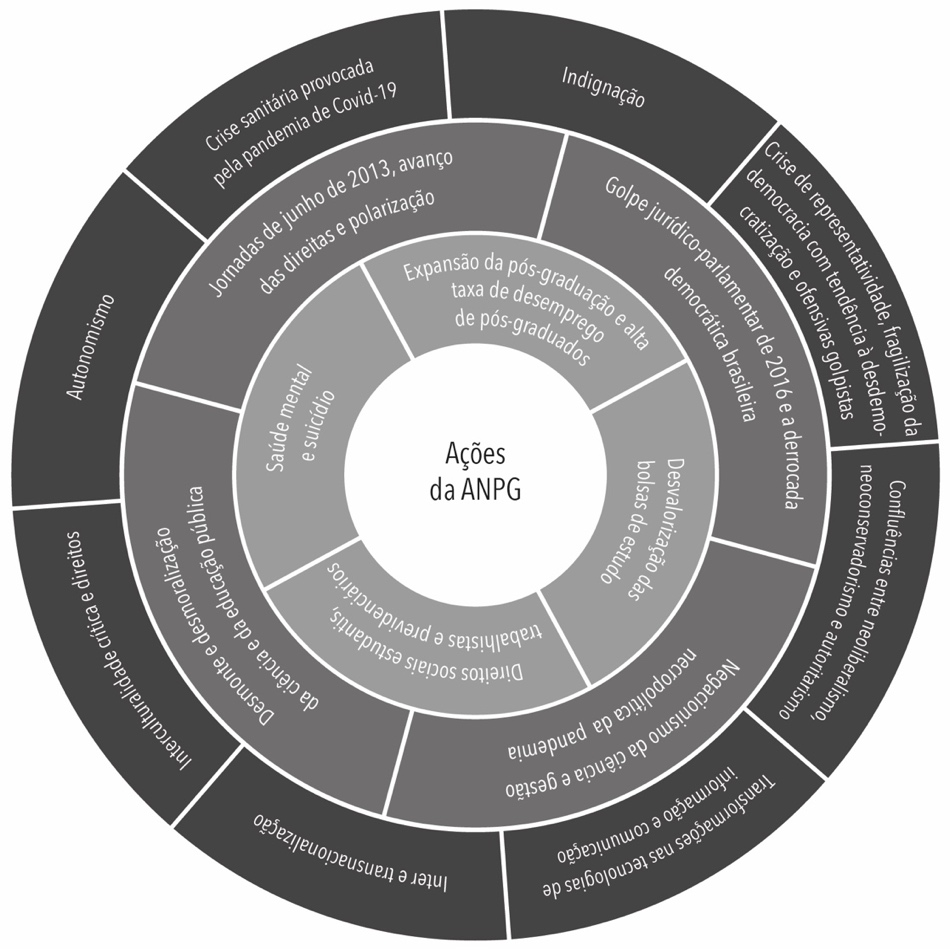 Ações
da ANPG
Expansão da pós-graduação e alta
taxa de desemprego
de pós-graduados
Desvalorização das
bolsas de estudo
Direitos sociais estudantis,
trabalhistas e previdenciários
Saúde mental
e suicídio
Jornadas de junho de 2013, avanço
das direitas e polarização
Golpe jurídico-parlamentar de 2016 e a derrocada
democrática brasileira
Negacionismo da ciência e gestão
necropolítica da pandemia
Desmonte e desmoralização
da ciência e da educação pública
Indignação
Crise de representatividade, fragilização da
democracia com tendência à desdemo-
cratização e ofensivas golpistas
Confluências entre neoliberalismo,
neoconservadorismo e autoritarismo
Transformações nas tecnologias de
informação e comunicação
Inter e transnacionalização
Interculturalidade crítica e direitos
Autonomismo
Crise sanitária provocada
pela pandemia de Covid-19